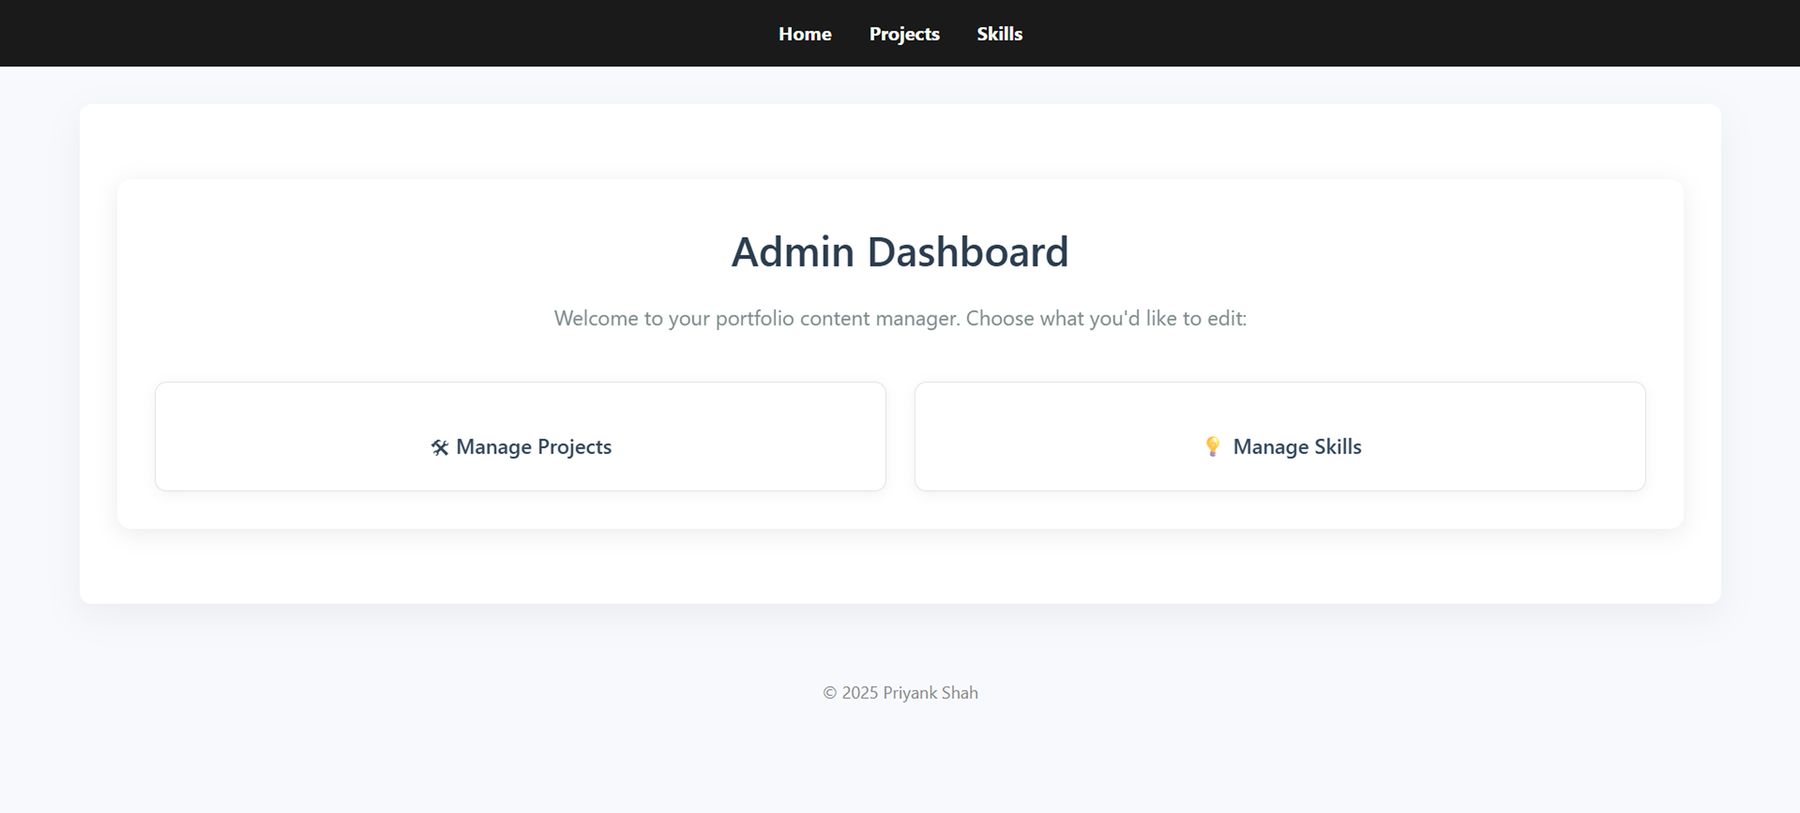 Home Projects Skills
Admin Dashboard
Welcome to your portfolio content manager. Choose what you'd like to edit:
🛠 Manage Projects
💡 Manage Skills
© 2025 Priyank Shah